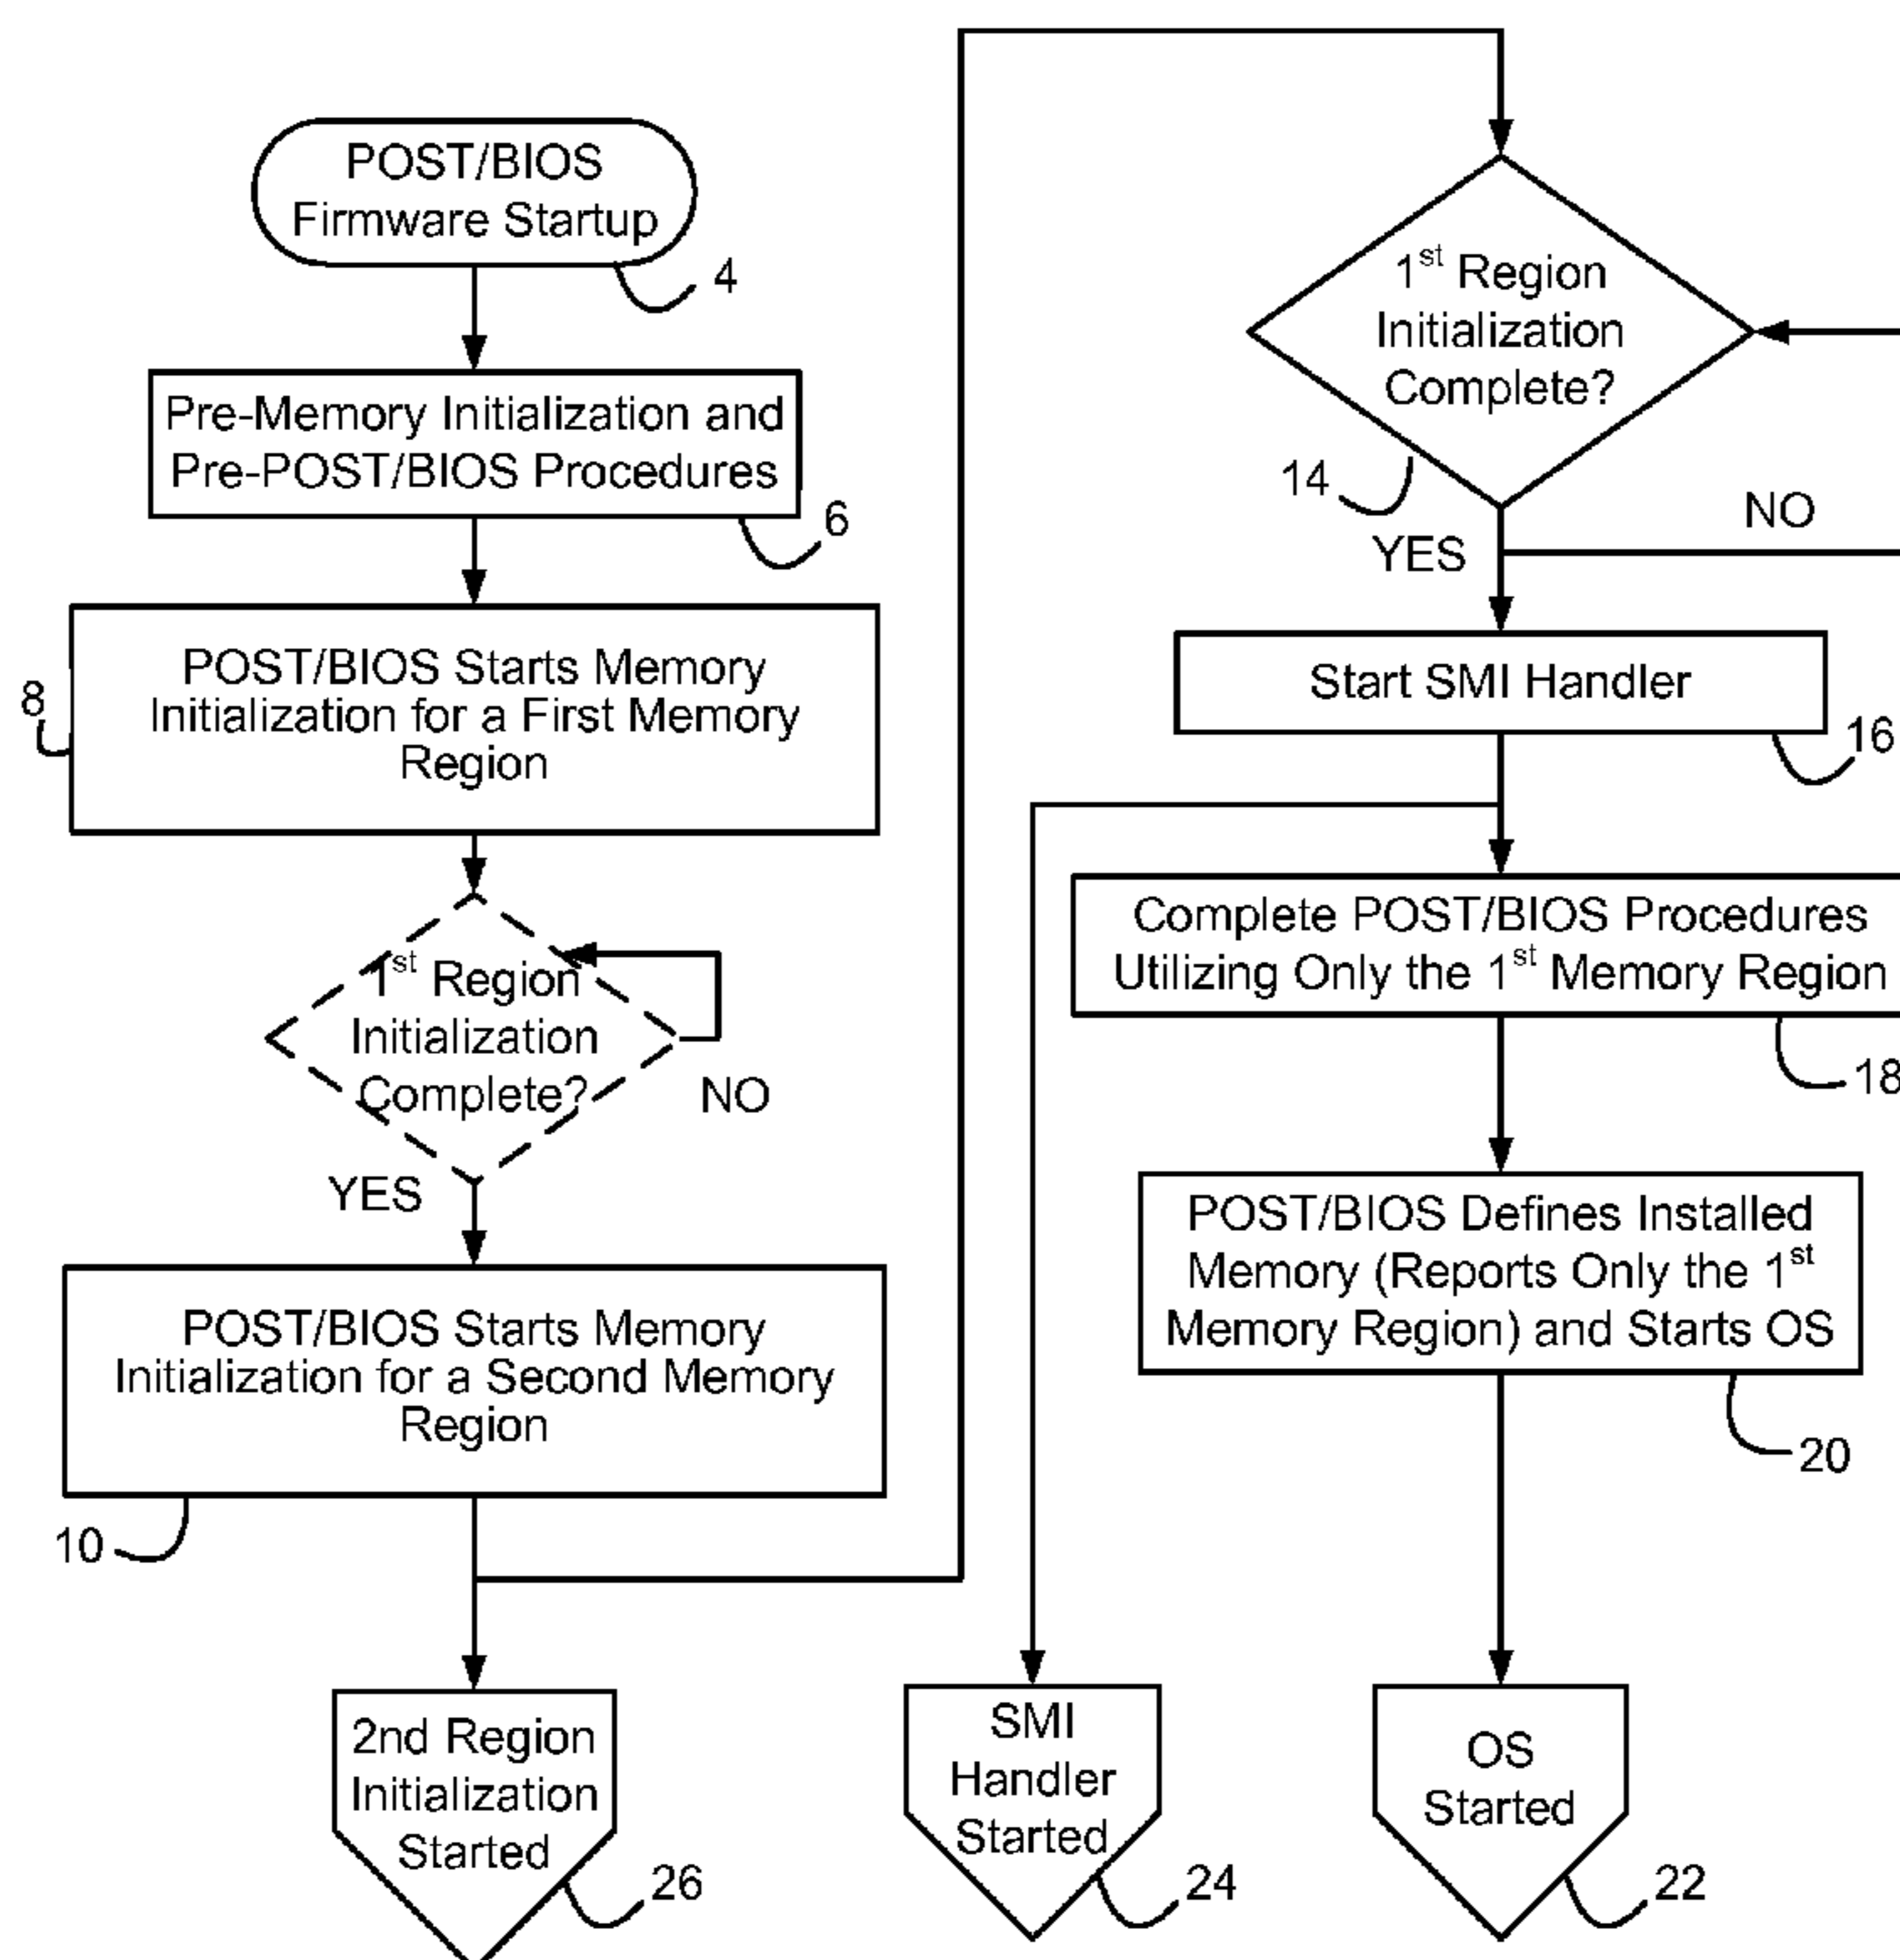 POST/BIOS
Firmware Startup
4
Pre-Memory Initialization and
Pre-POST/BIOS Procedures
6
POST/BIOS Starts Memory
Initialization for a First Memory
Region
8
1st Region
Initialization
Complete?
NO
YES
POST/BIOS Starts Memory
Initialization for a Second Memory
Region
10
2nd Region
Initialization
Started
26
1st Region
Initialization
Complete?
14
NO
YES
Start SMI Handler
16
Complete POST/BIOS Procedures
Utilizing Only the 1st Memory Region
18
POST/BIOS Defines Installed
Memory (Reports Only the 1st
Memory Region) and Starts OS
20
SMI
Handler
Started
24
OS
Started
22